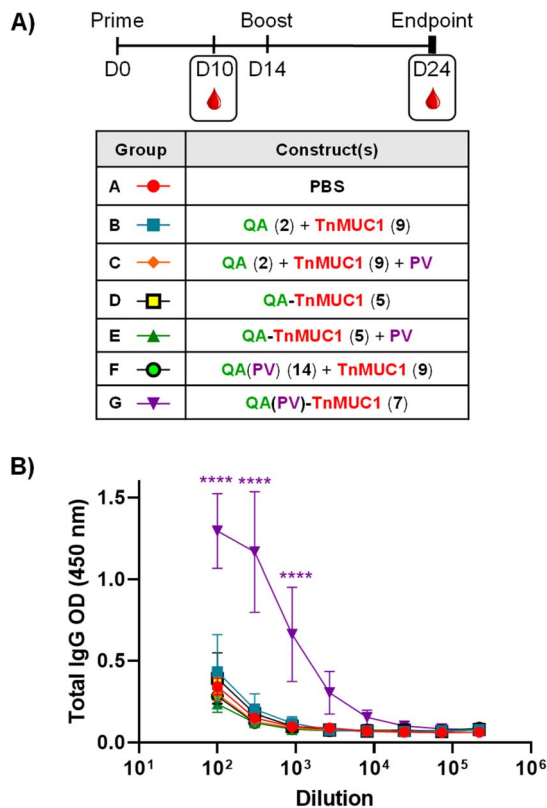 A)
Prime Boost Endpoint
D0 D10 D14 D24
Group Construct(s)
A PBS
B QA (2) + TnMUC1 (9)
C QA (2) + TnMUC1 (9) + PV
D QA-TnMUC1 (5)
E QA-TnMUC1 (5) + PV
F QA(PV) (14) + TnMUC1 (9)
G QA(PV)-TnMUC1 (7)
B)
**** ****
****
Total IgG OD (450 nm)
1.5
1.0
0.5
0.0
10¹ 10² 10³ 10⁴ 10⁵ 10⁶
Dilution